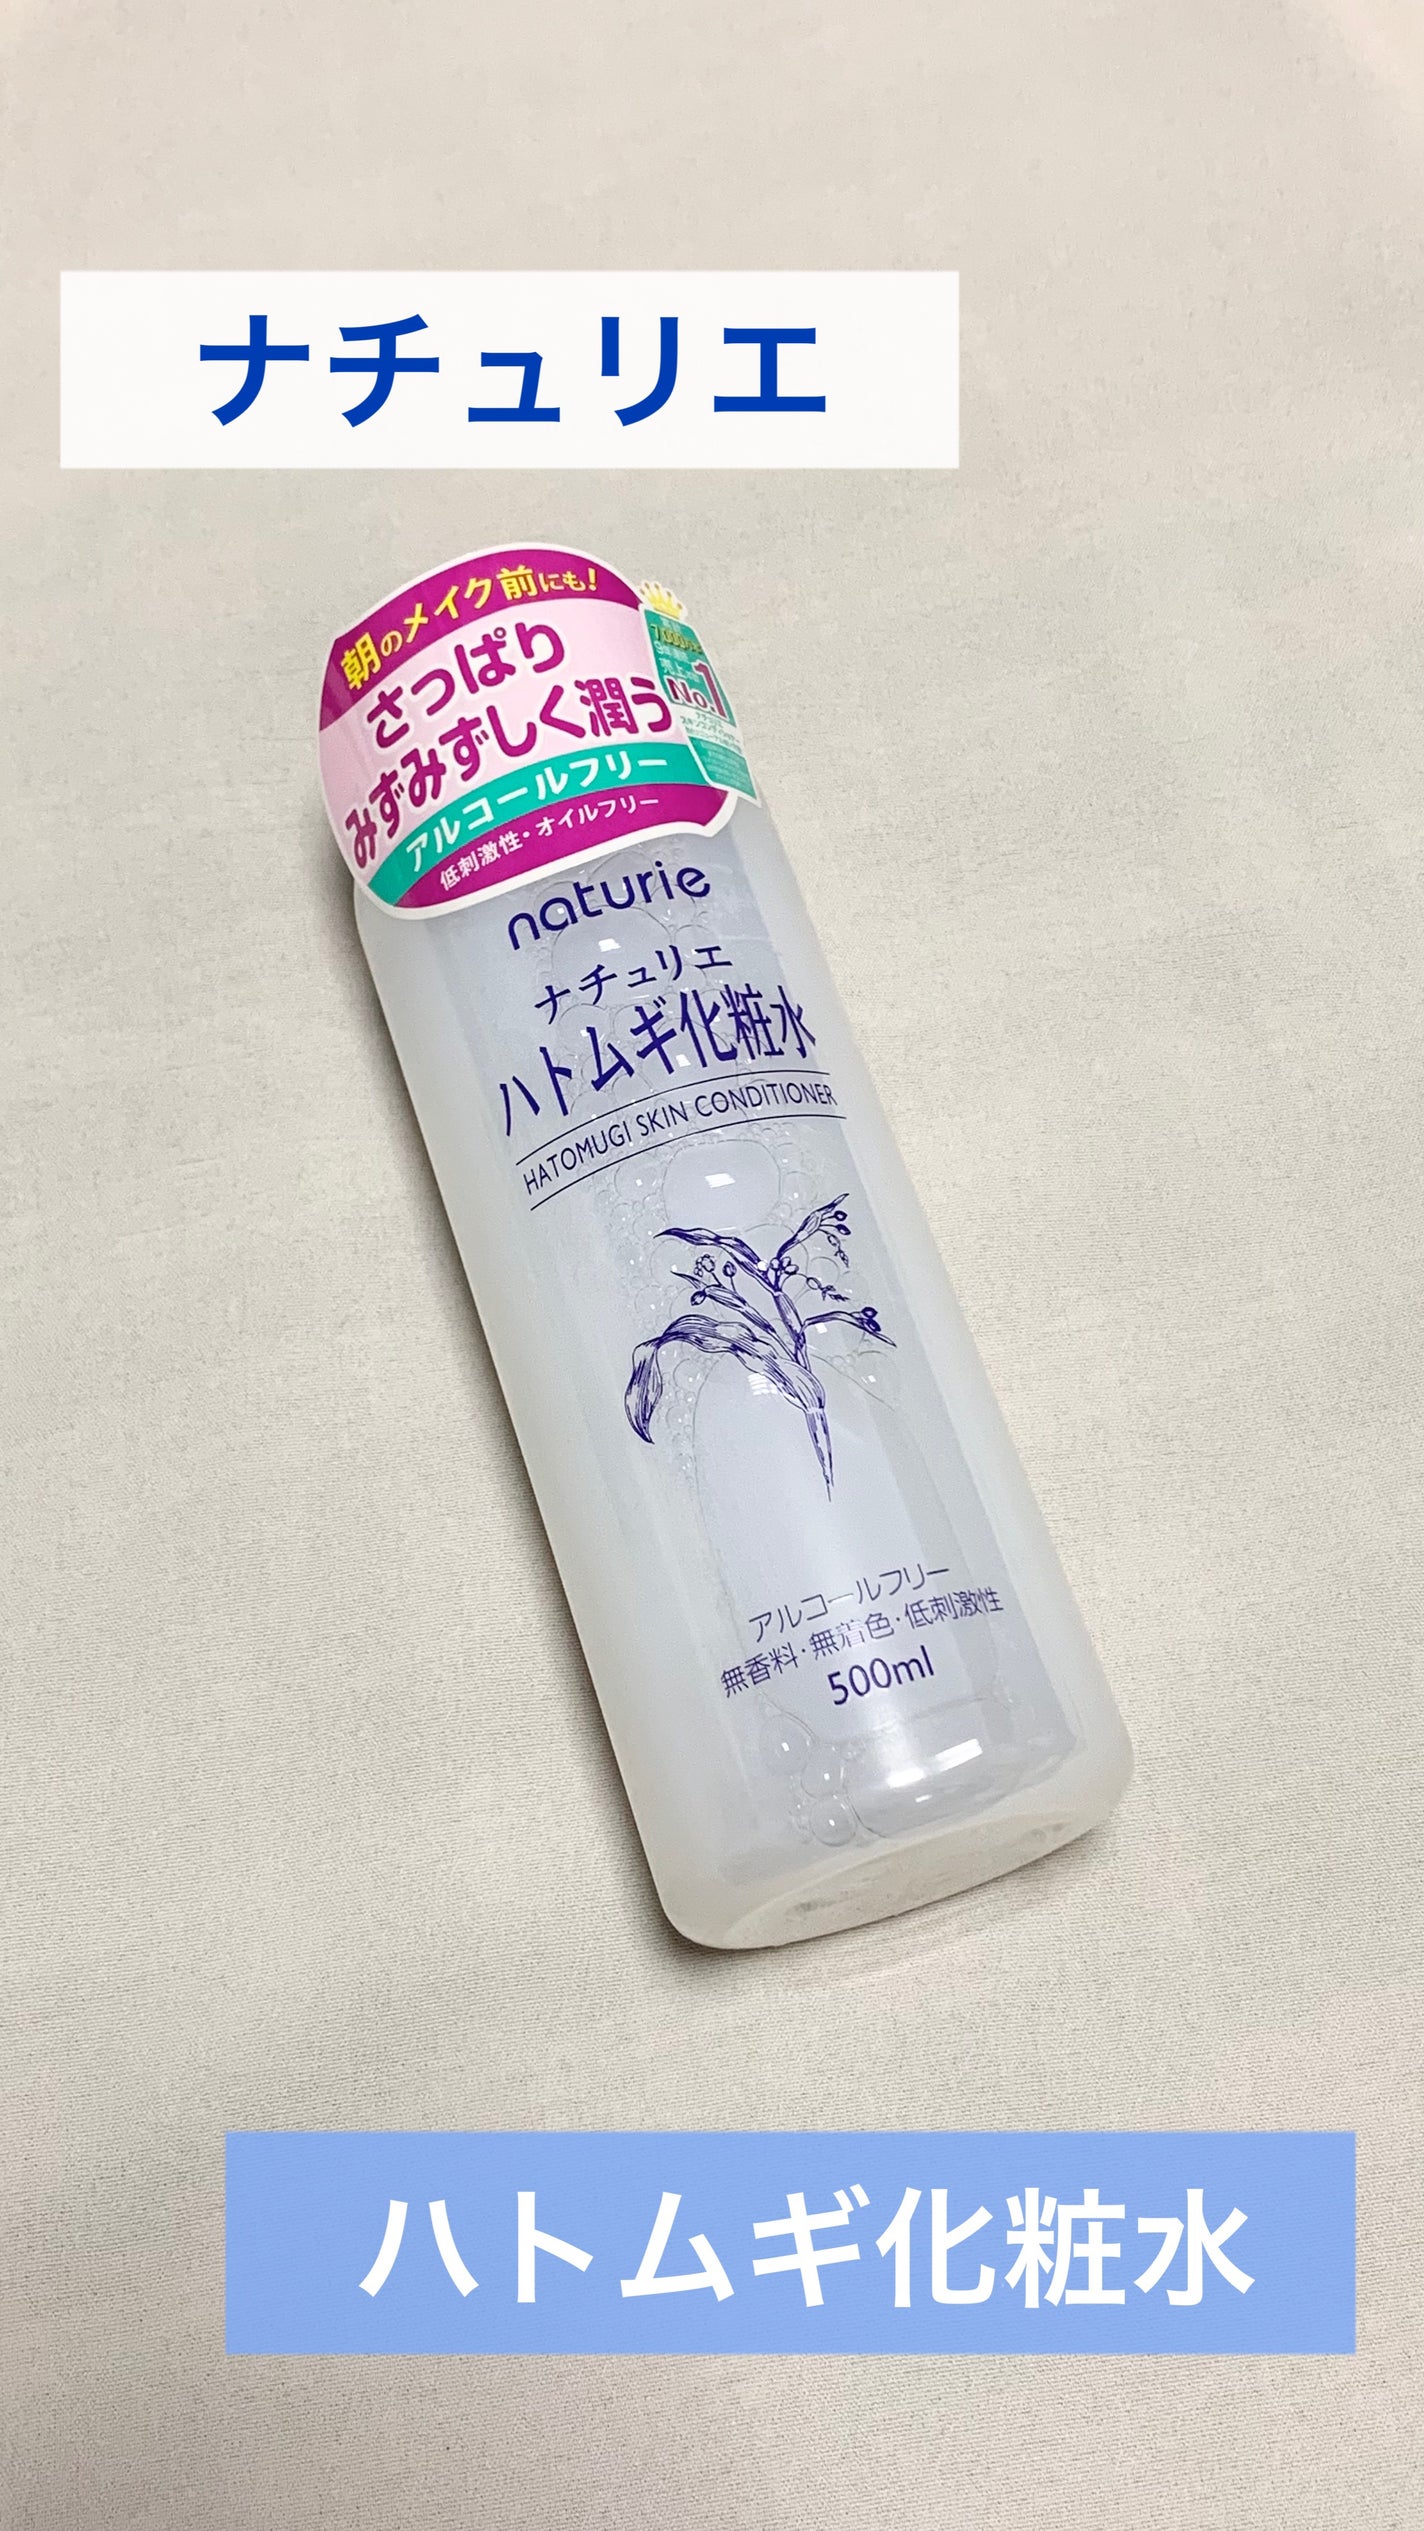 ナチュリエ
朝のメイク前にも!
さっぱり
みずみずしく潤う
アルコールフリー
低刺激性・オイルフリー
売上
No.1
naturie
ナチュリエ
ハトムギ化粧水
HATOMUGI SKIN CONDITIONER
アルコールフリー
無香料・無着色・低刺激性
500ml
ハトムギ化粧水